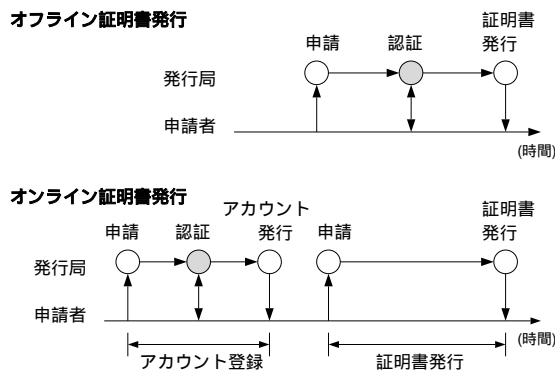 オフライン証明書発行
申請
認証
証明書
発行
発行局
申請者
(時間)
オンライン証明書発行
申請
認証
アカウント
発行
申請
証明書
発行
発行局
申請者
(時間)
アカウント登録
証明書発行